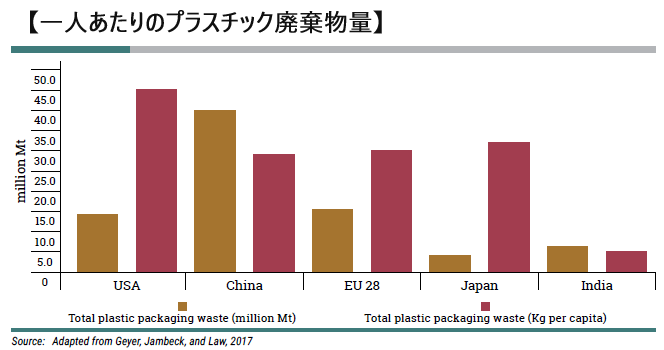 【一人あたりのプラスチック廃棄物量】
50.0
45.0
40.0
35.0
30.0
25.0
20.0
15.0
10.0
5.0
0
million Mt
USA China EU 28 Japan India
Total plastic packaging waste (million Mt) Total plastic packaging waste (Kg per capita)
Source: Adapted from Geyer, Jambeck, and Law, 2017